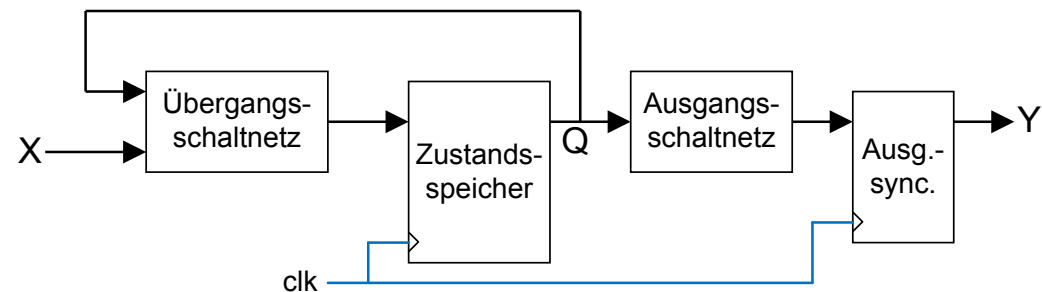 X
Übergangs-
schaltnetz
Zustands-
speicher
Q
Ausgangs-
schaltnetz
Ausg.-
sync.
Y
clk